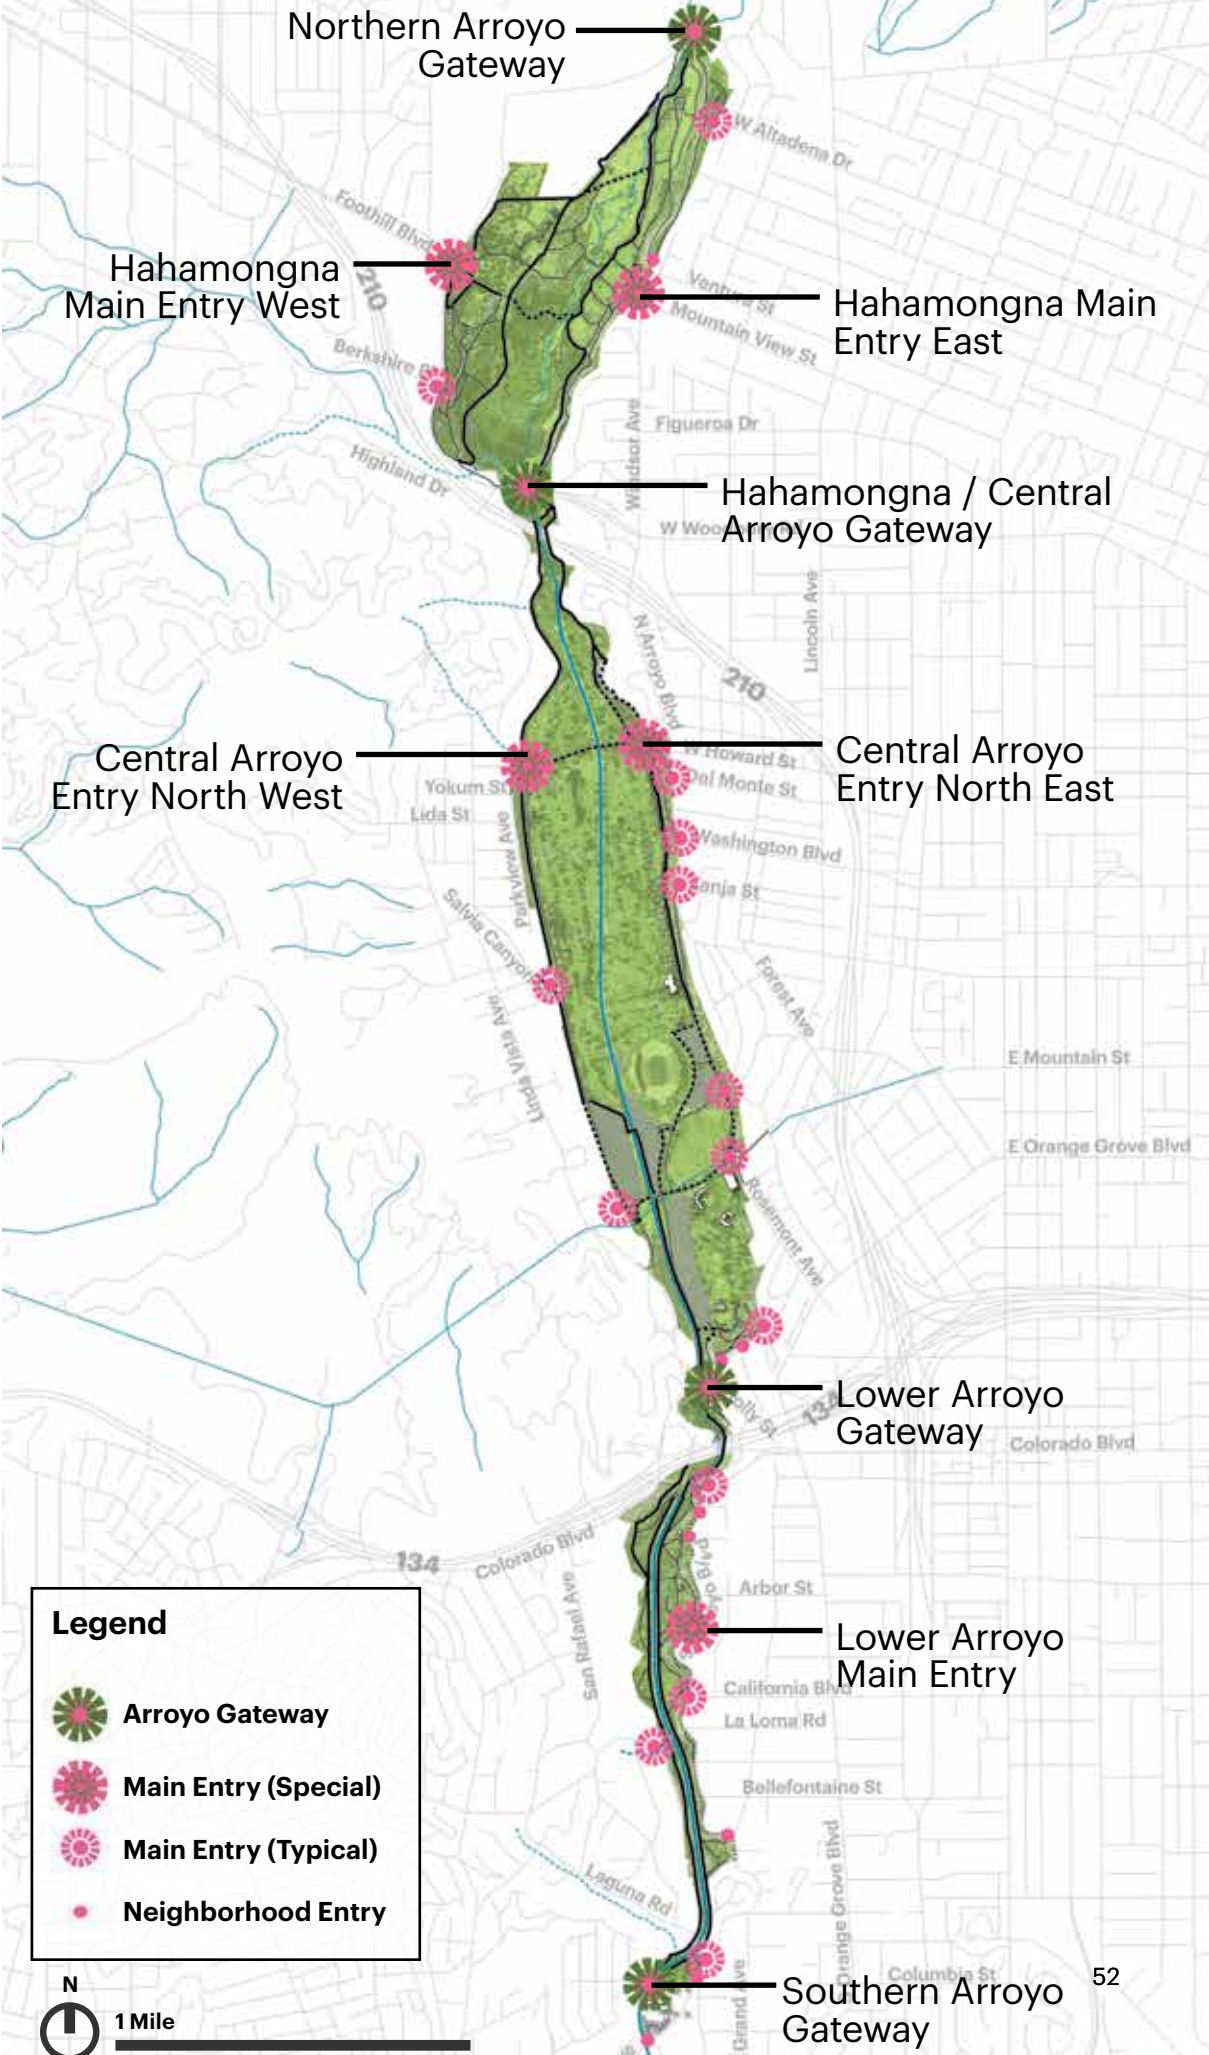 Northern Arroyo
Gateway
W Altadena Dr
Foothill Blvd
210
Hahamongna
Main Entry West
Ventura St
Mountain View St
Hahamongna Main
Entry East
Berkshire
Windsor Ave
Figueroa Dr
Highland Dr
Hahamongna / Central
Arroyo Gateway
Lincoln Ave
N Arroyo Blvd
210
Central Arroyo
Entry North West
W Howard St
Del Monte St
Central Arroyo
Entry North East
Yokum St
Lida St
Parkview Ave
Washington Blvd
Salvia Canyon
Linda Vista Ave
Forest Ave
E Mountain St
E Orange Grove Blvd
Rosemont Ave
Lower Arroyo
Gateway
134
Colorado Blvd
134
Colorado Blvd
Arbor St
San Rafael Ave
Lower Arroyo
Main Entry
California Blvd
La Loma Rd
Bellefontaine St
Laguna Rd
Orange Grove Blvd
Grand Ave
Columbia St
Southern Arroyo
Gateway
52
Legend
Arroyo Gateway
Main Entry (Special)
Main Entry (Typical)
Neighborhood Entry
N
1 Mile